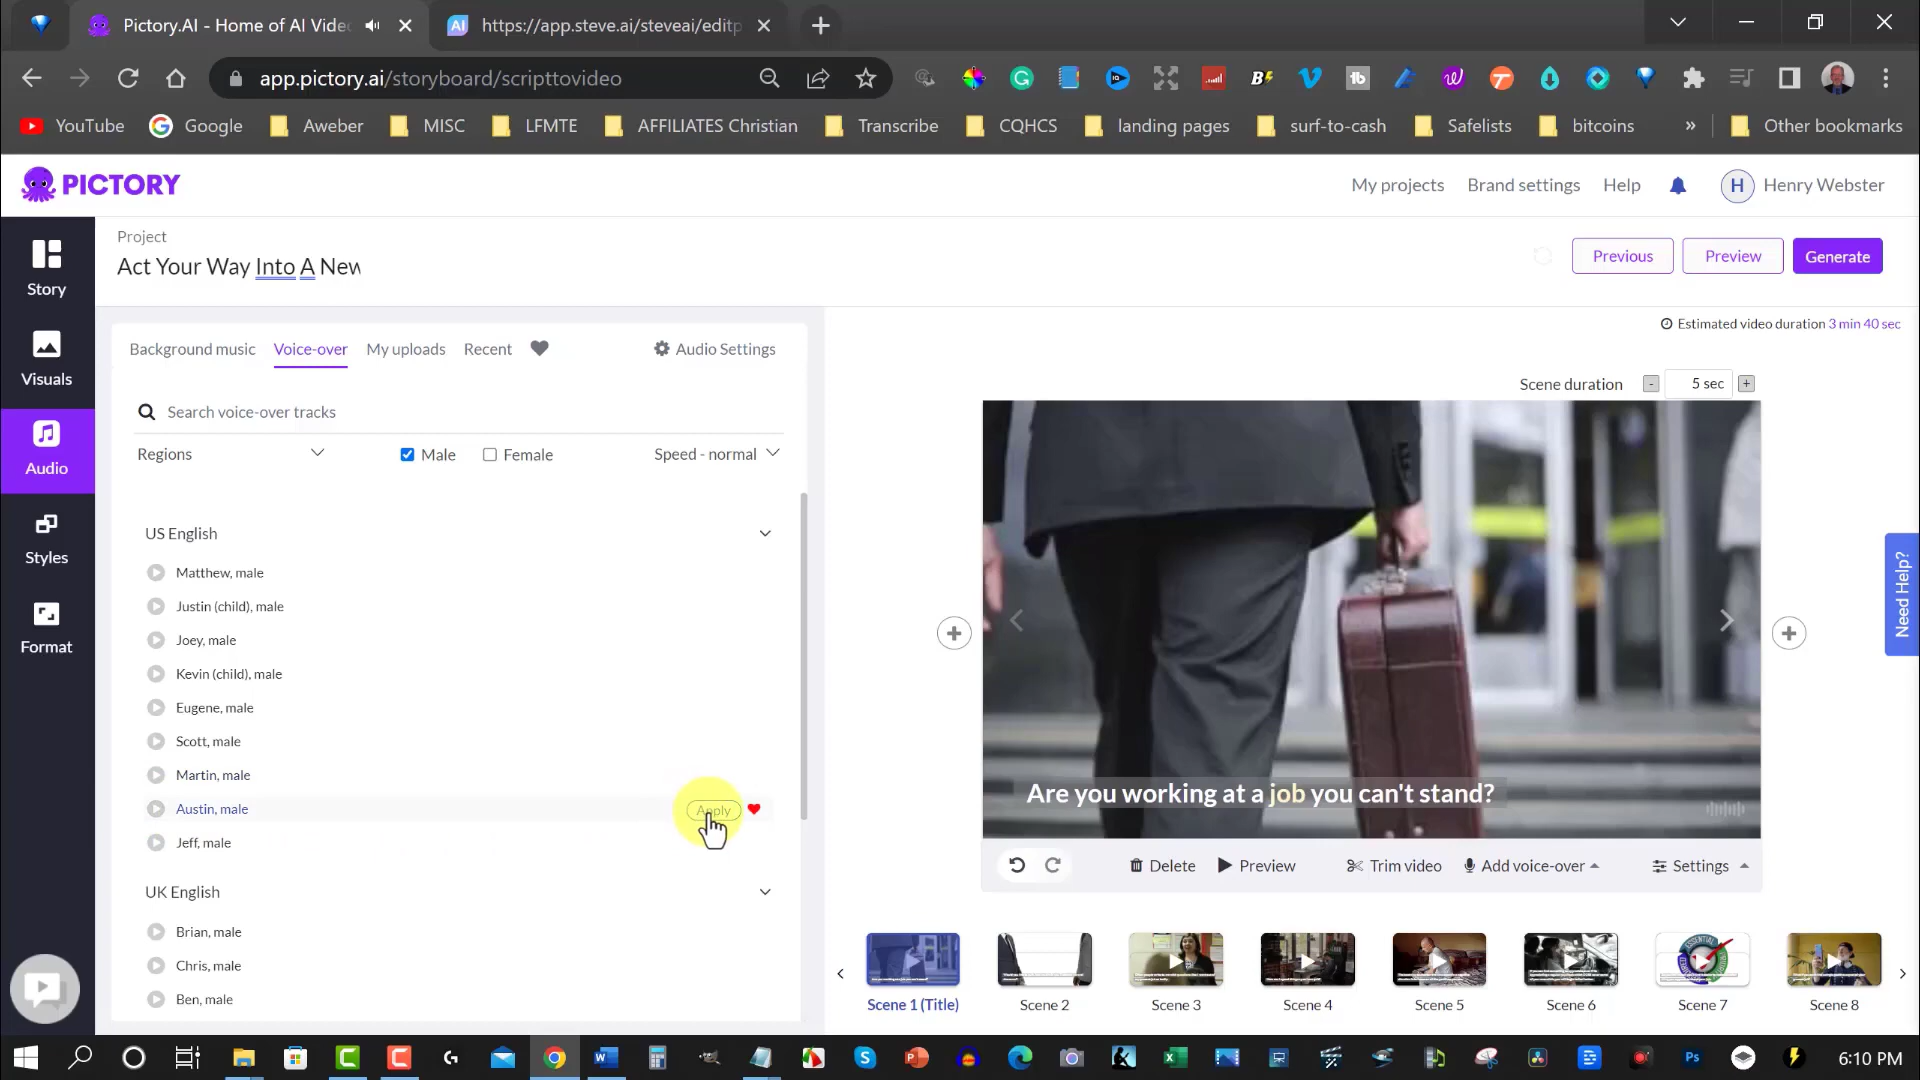 Pictory.AI - Home of AI Vide
https://app.steve.ai/steveai/editp
app.pictory.ai/storyboard/scripttovideo
YouTube
Google
Aweber
MISC
LFMTE
AFFILIATES Christian
Transcribe
CQHCS
landing pages
surf-to-cash
Safelists
bitcoins
»
Other bookmarks
PICTORY
My projects
Brand settings
Help
H
Henry Webster
Project
Act Your Way Into A New
Previous
Preview
Generate
Story
Visuals
Audio
Styles
Format
Background music
Voice-over
My uploads
Recent
Audio Settings
Estimated video duration 3 min 40 sec
Search voice-over tracks
Scene duration - 5 sec +
Regions
Male
Female
Speed - normal
US English
Matthew, male
Justin (child), male
Joey, male
Kevin (child), male
Eugene, male
Scott, male
Martin, male
Austin, male
Apply
Jeff, male
UK English
Brian, male
Chris, male
Ben, male
Need Help?
Are you working at a job you can't stand?
Delete
Preview
Trim video
Add voice-over
Settings
Scene 1 (Title)
Scene 2
Scene 3
Scene 4
Scene 5
Scene 6
Scene 7
Scene 8
6:10 PM